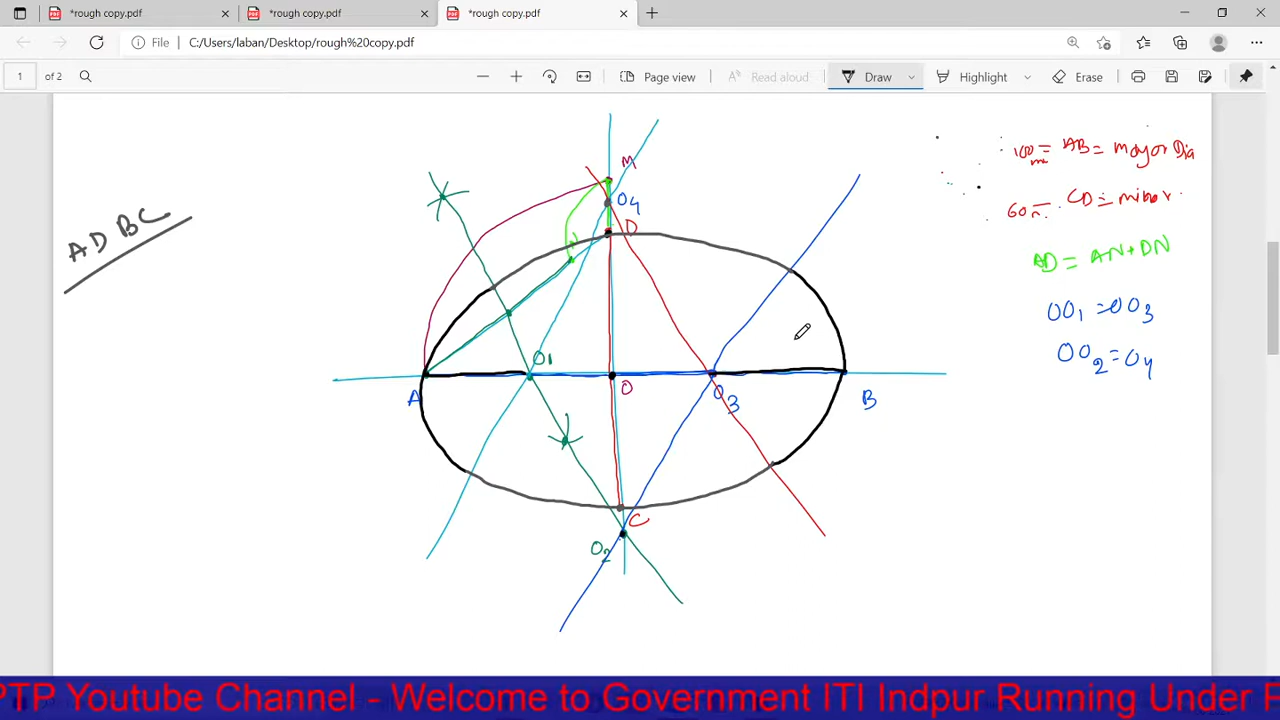 *rough copy.pdf
*rough copy.pdf
*rough copy.pdf
File
C:/Users/laban/Desktop/rough%20copy.pdf
1
of 2
Page view
Read aloud
Draw
Highlight
Erase
M
O4
D
N
O1
O
O3
A
B
C
O2
ADBC
100 = AB = major Dia
60 = CD = minor
AD = AN+DN
OO1 = OO3
OO2 = O4
PTP Youtube Channel - Welcome to Government ITI Indpur Running Under